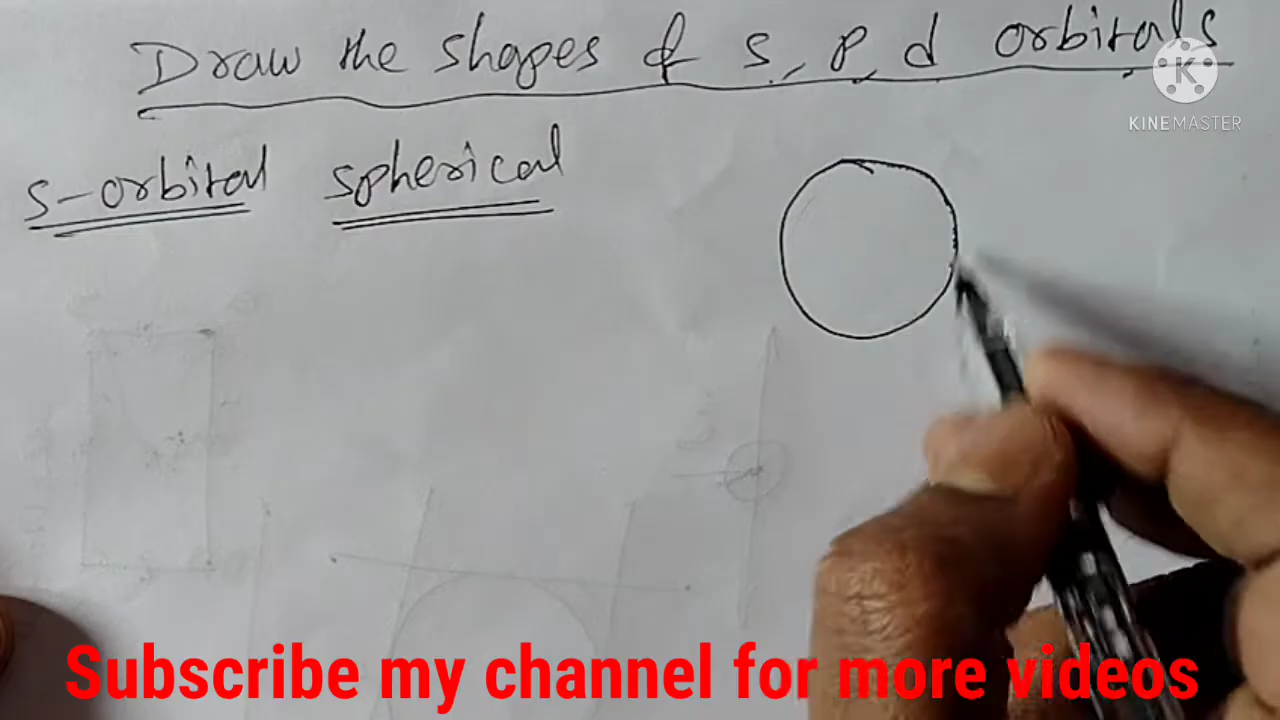 Draw the shapes of s, p, d orbitals
KINEMASTER
s-orbital spherical
Subscribe my channel for more videos